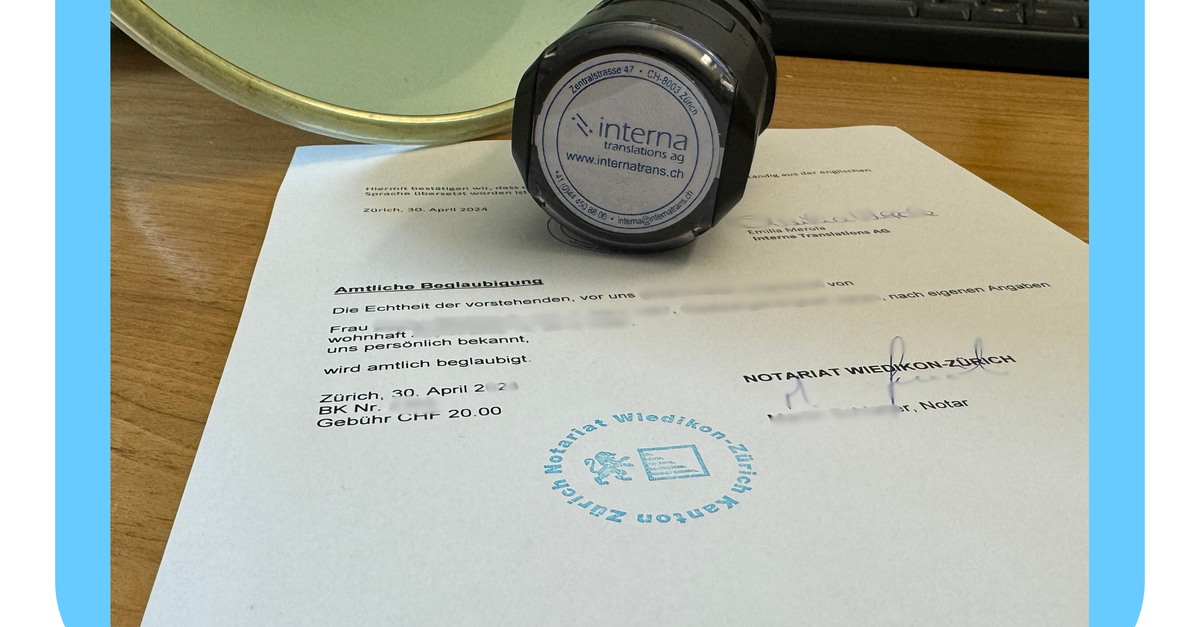 Zentralstrasse 47 • CH-8003 Zürich
interna
translations ag
www.internatrans.ch
+41 (0)44 450 88 00 • interna@internatrans.ch
Hiermit bestätigen wir, dass
ständig aus der englischen
Sprache übersetzt worden ist
Zürich, 30. April 2024
Emilia Merola
Interna Translations AG
Amtliche Beglaubigung
Die Echtheit der vorstehenden, vor uns von
Frau , , nach eigenen Angaben
wohnhaft
uns persönlich bekannt,
wird amtlich beglaubigt.
Zürich, 30. April
BK Nr.
Gebühr CHF 20.00
NOTARIAT WIEDIKON-ZÜRICH
, Notar
Notariat Wiedikon-Zürich Kanton Zürich